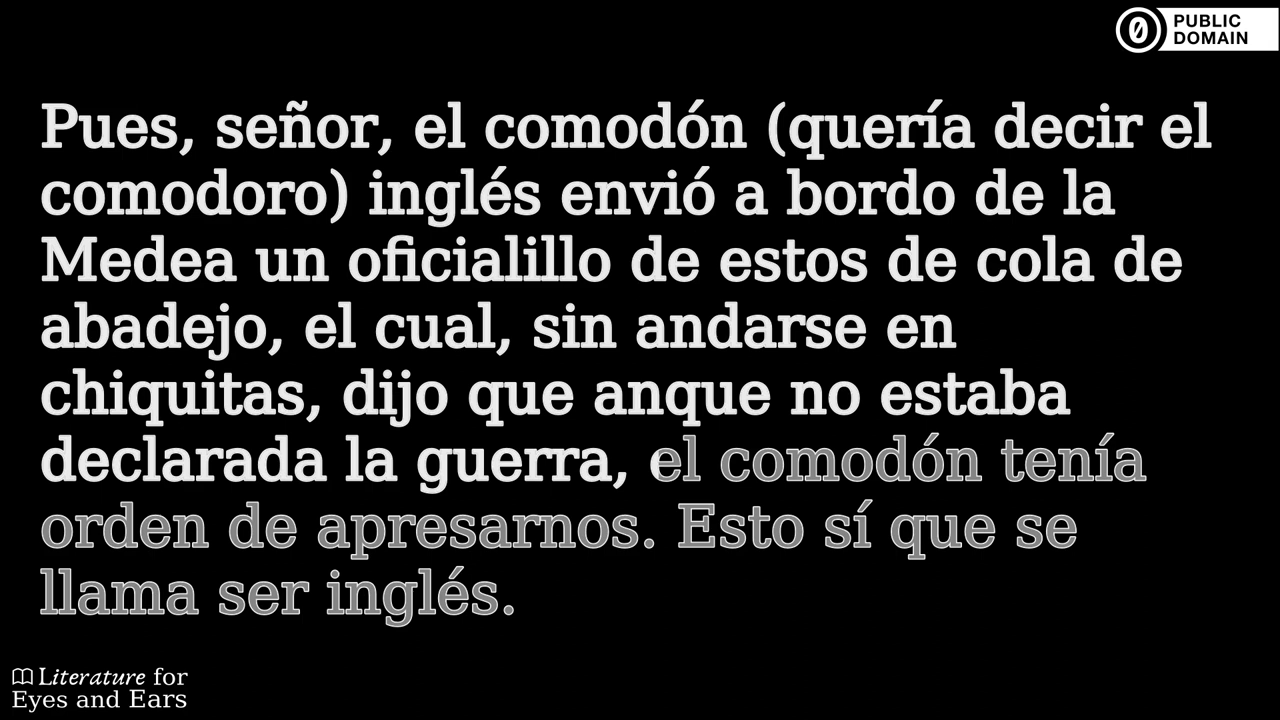 PUBLIC
DOMAIN
Pues, señor, el comodón (quería decir el
comodoro) inglés envió a bordo de la
Medea un oficialillo de estos de cola de
abadejo, el cual, sin andarse en
chiquitas, dijo que anque no estaba
declarada la guerra, el comodón tenía
orden de apresarnos. Esto sí que se
llama ser inglés.
Literature for
Eyes and Ears